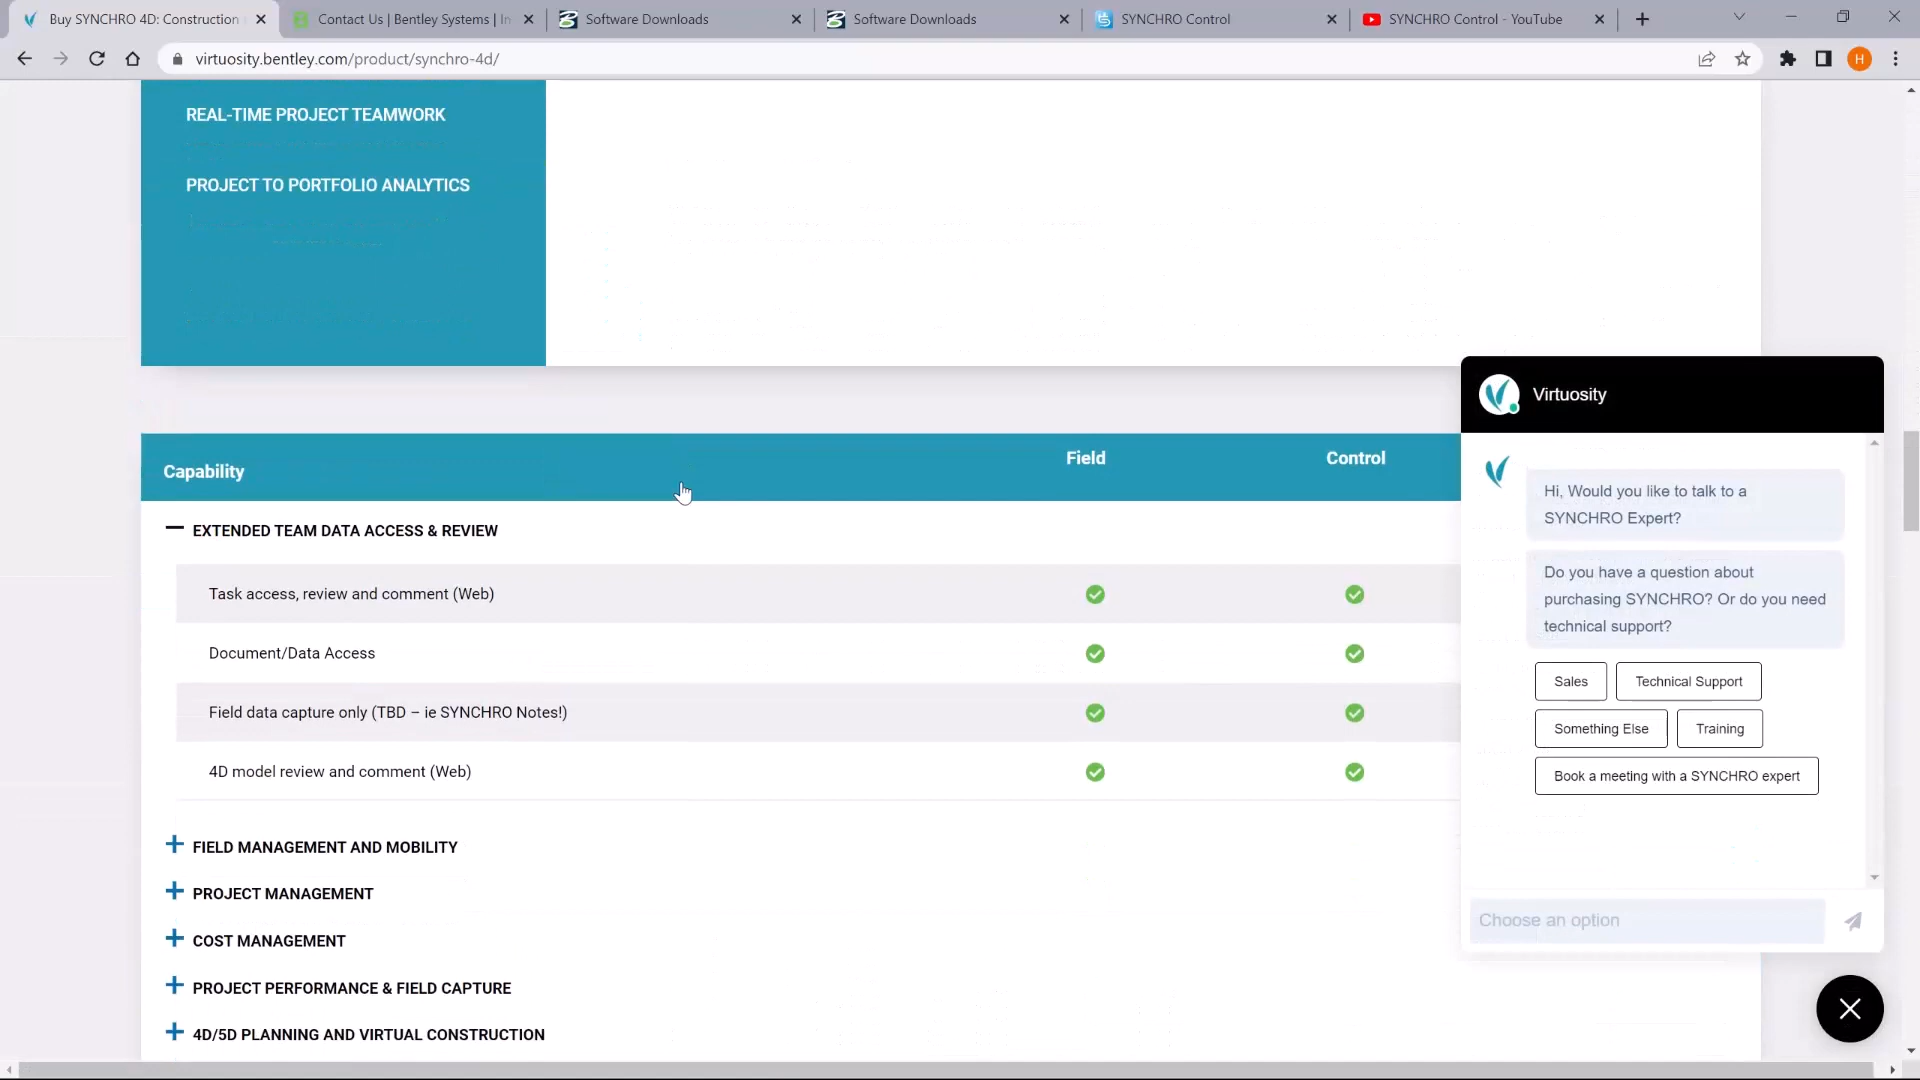 Buy SYNCHRO 4D: Construction
Contact Us | Bentley Systems | In
Software Downloads
Software Downloads
SYNCHRO Control
SYNCHRO Control - YouTube
virtuosity.bentley.com/product/synchro-4d/
H
REAL-TIME PROJECT TEAMWORK
PROJECT TO PORTFOLIO ANALYTICS
Capability
Field
Control
EXTENDED TEAM DATA ACCESS & REVIEW
Task access, review and comment (Web)
Document/Data Access
Field data capture only (TBD – ie SYNCHRO Notes!)
4D model review and comment (Web)
FIELD MANAGEMENT AND MOBILITY
PROJECT MANAGEMENT
COST MANAGEMENT
PROJECT PERFORMANCE & FIELD CAPTURE
4D/5D PLANNING AND VIRTUAL CONSTRUCTION
Virtuosity
Hi, Would you like to talk to a
SYNCHRO Expert?
Do you have a question about
purchasing SYNCHRO? Or do you need
technical support?
Sales
Technical Support
Something Else
Training
Book a meeting with a SYNCHRO expert
Choose an option